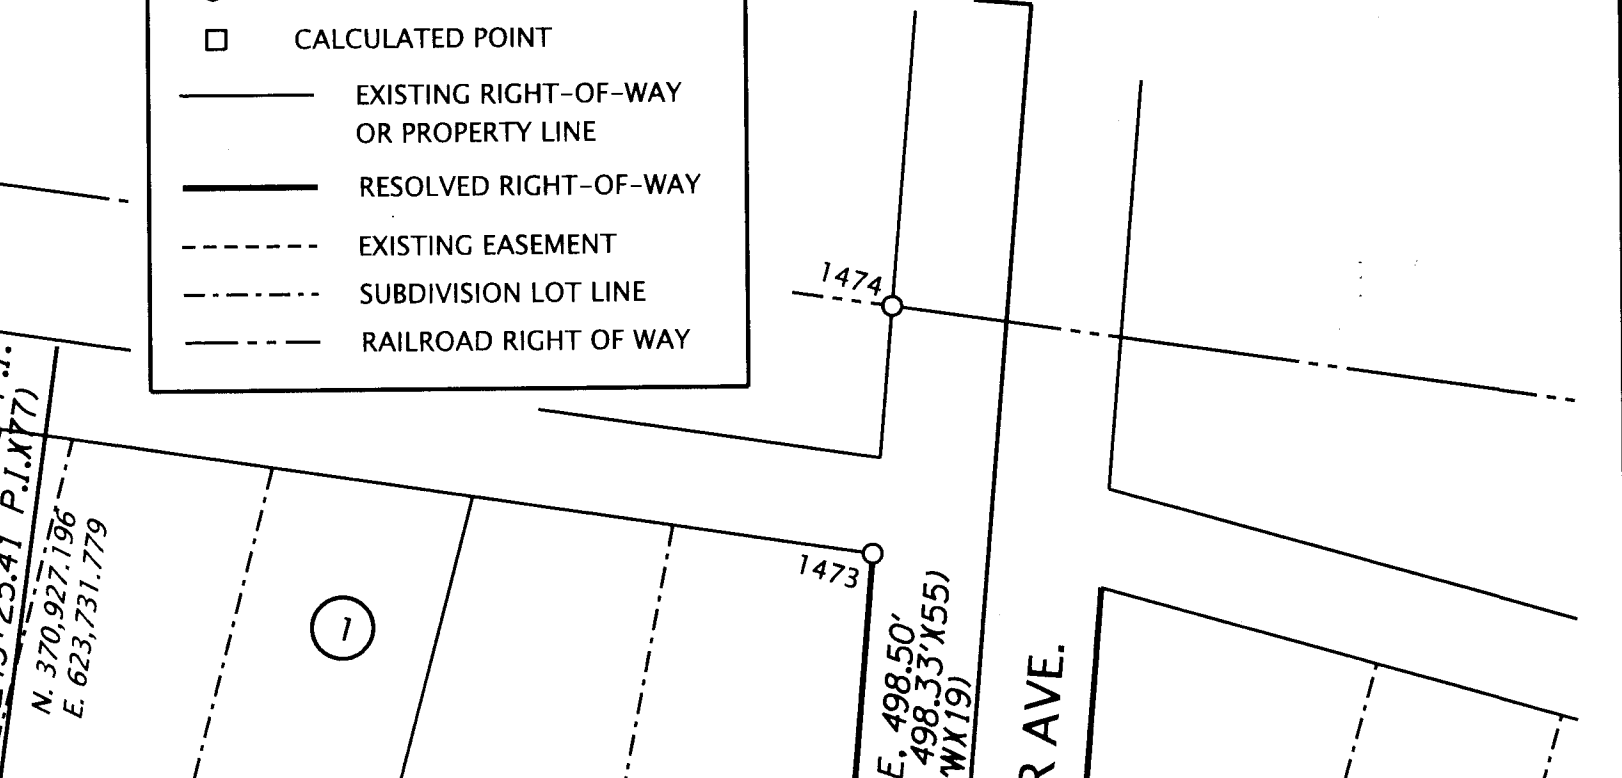 CALCULATED POINT
EXISTING RIGHT-OF-WAY
OR PROPERTY LINE
RESOLVED RIGHT-OF-WAY
EXISTING EASEMENT
SUBDIVISION LOT LINE
RAILROAD RIGHT OF WAY
1474
1473
1
P.I.X77)
N. 370,927.196
E. 623,731.779
E. 498.50'
498.33'X55)
WX19)
AVE.